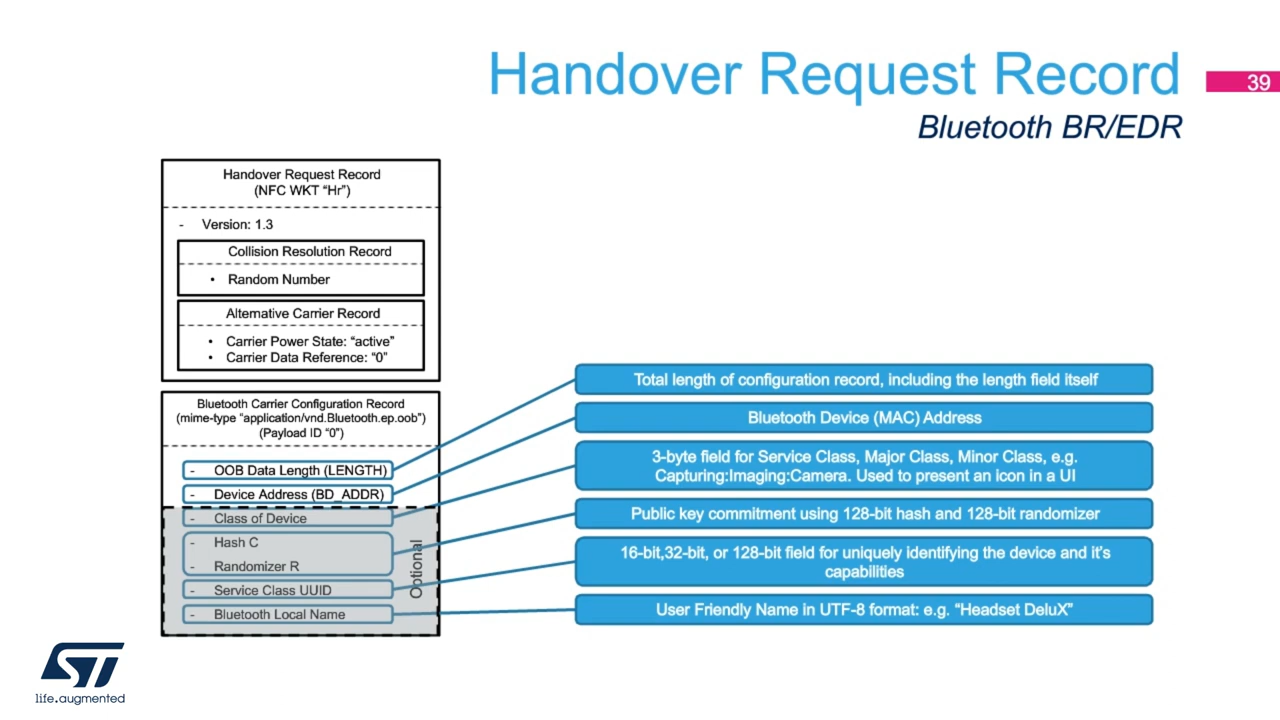 Handover Request Record
39
Bluetooth BR/EDR
Handover Request Record
(NFC WKT “Hr”)
- Version: 1.3
Collision Resolution Record
• Random Number
Alternative Carrier Record
• Carrier Power State: “active”
• Carrier Data Reference: “0”
Bluetooth Carrier Configuration Record
(mime-type “application/vnd.Bluetooth.ep.oob”)
(Payload ID “0”)
- OOB Data Length (LENGTH)
- Device Address (BD_ADDR)
- Class of Device
- Hash C
- Randomizer R
- Service Class UUID
- Bluetooth Local Name
Optional
Total length of configuration record, including the length field itself
Bluetooth Device (MAC) Address
3-byte field for Service Class, Major Class, Minor Class, e.g.
Capturing:Imaging:Camera. Used to present an icon in a UI
Public key commitment using 128-bit hash and 128-bit randomizer
16-bit,32-bit, or 128-bit field for uniquely identifying the device and it’s
capabilities
User Friendly Name in UTF-8 format: e.g. “Headset DeluX”
ST
life.augmented